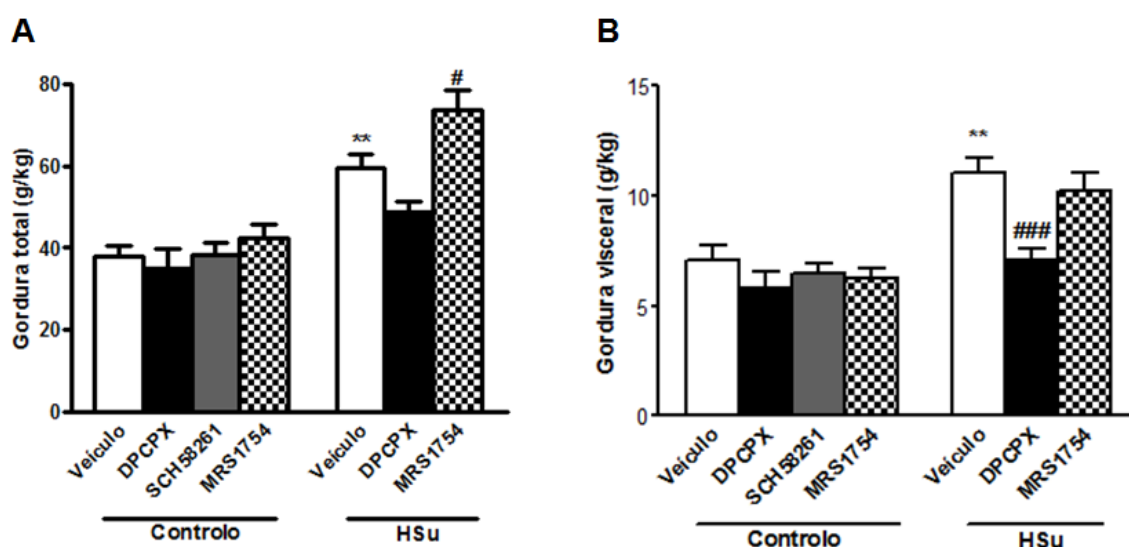 A
Gordura total (g/kg)
80
60
40
20
0
**
#
Veículo
DPCPX
SCH58261
MRS1754
Veículo
DPCPX
MRS1754
Controlo
HSu
B
Gordura visceral (g/kg)
15
10
5
0
**
###
Veículo
DPCPX
SCH58261
MRS1754
Veículo
DPCPX
MRS1754
Controlo
HSu